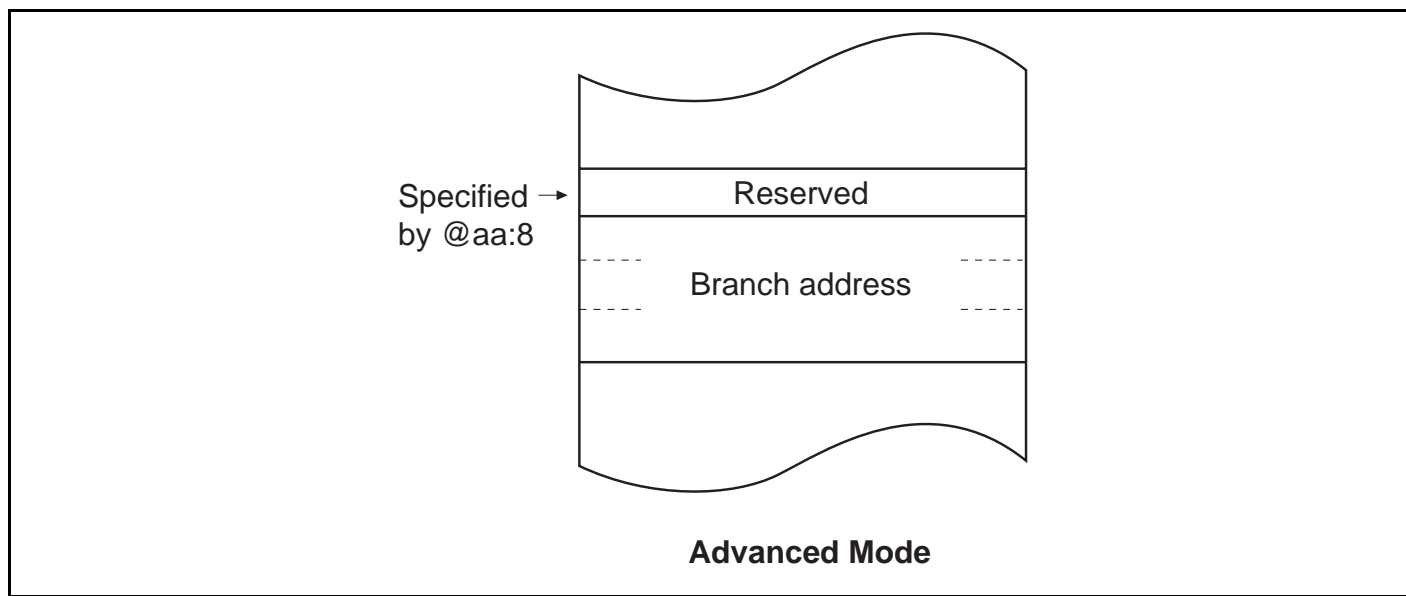 Reserved
Specified
by @aa:8
Branch address
Advanced Mode